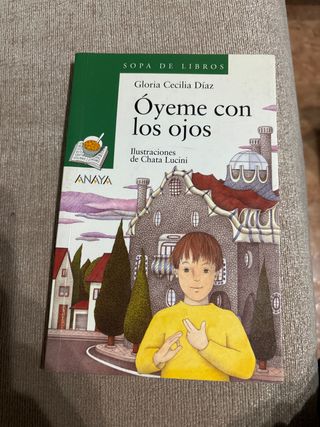 SOPA DE LIBROS
Gloria Cecilia Díaz
Óyeme con
los ojos
Ilustraciones
de Chata Lucini
ANAYA